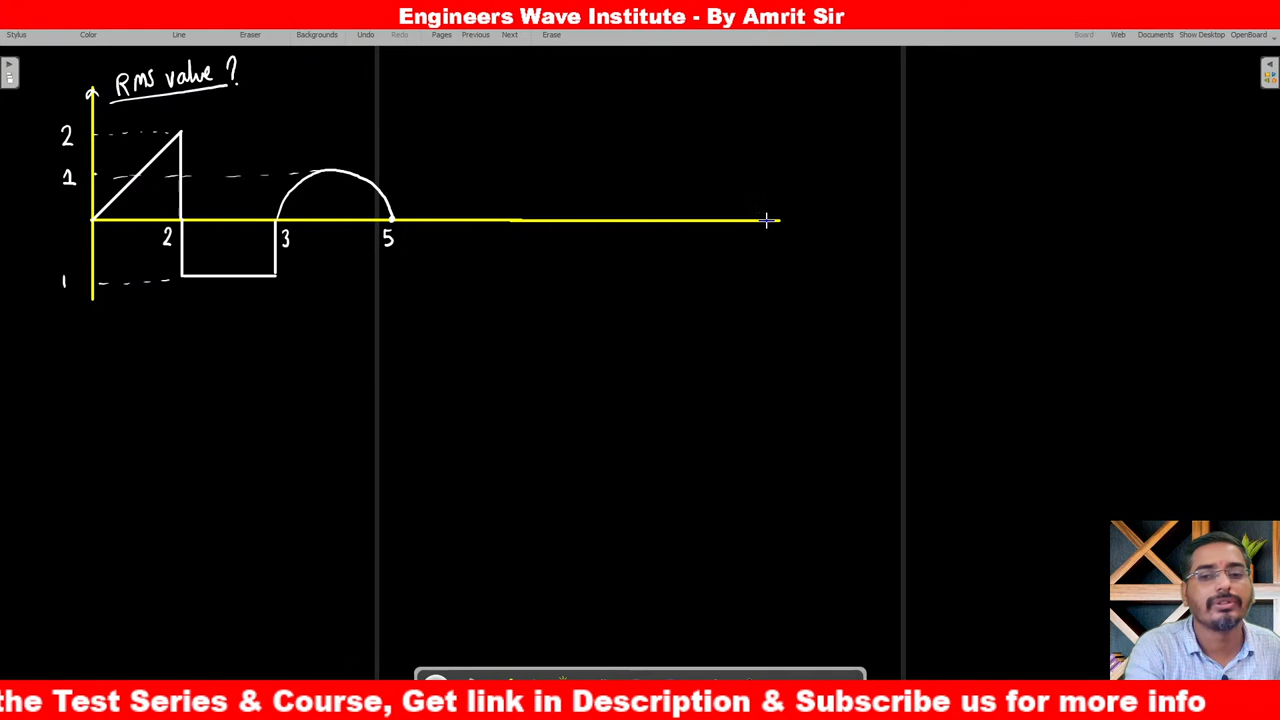 Engineers Wave Institute - By Amrit Sir
Stylus Color Line Eraser Backgrounds Undo Redo Pages Previous Next Erase Board Web Documents Show Desktop OpenBoard
RMS value ?
2
1
2 3 5
1
the Test Series & Course, Get link in Description & Subscribe us for more info